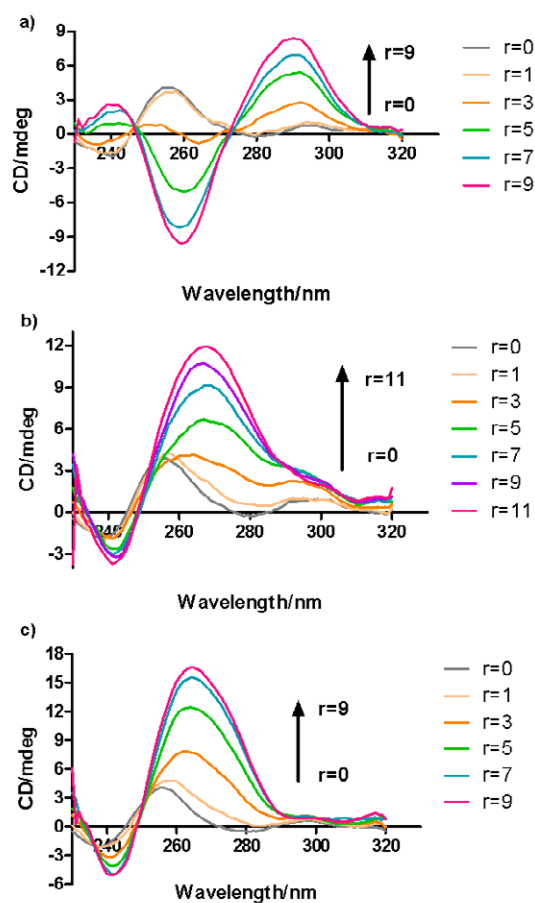 a)
CD/mdeg
9
6
3
0
-3
-6
-9
-12
240
260
280
300
320
r=9
r=0
Wavelength/nm
r=0
r=1
r=3
r=5
r=7
r=9
b)
CD/mdeg
12
9
6
3
0
-3
240
260
280
300
320
r=11
r=0
Wavelength/nm
r=0
r=1
r=3
r=5
r=7
r=9
r=11
c)
CD/mdeg
18
15
12
9
6
3
0
-3
-6
240
260
280
300
320
r=9
r=0
Wavelength/nm
r=0
r=1
r=3
r=5
r=7
r=9